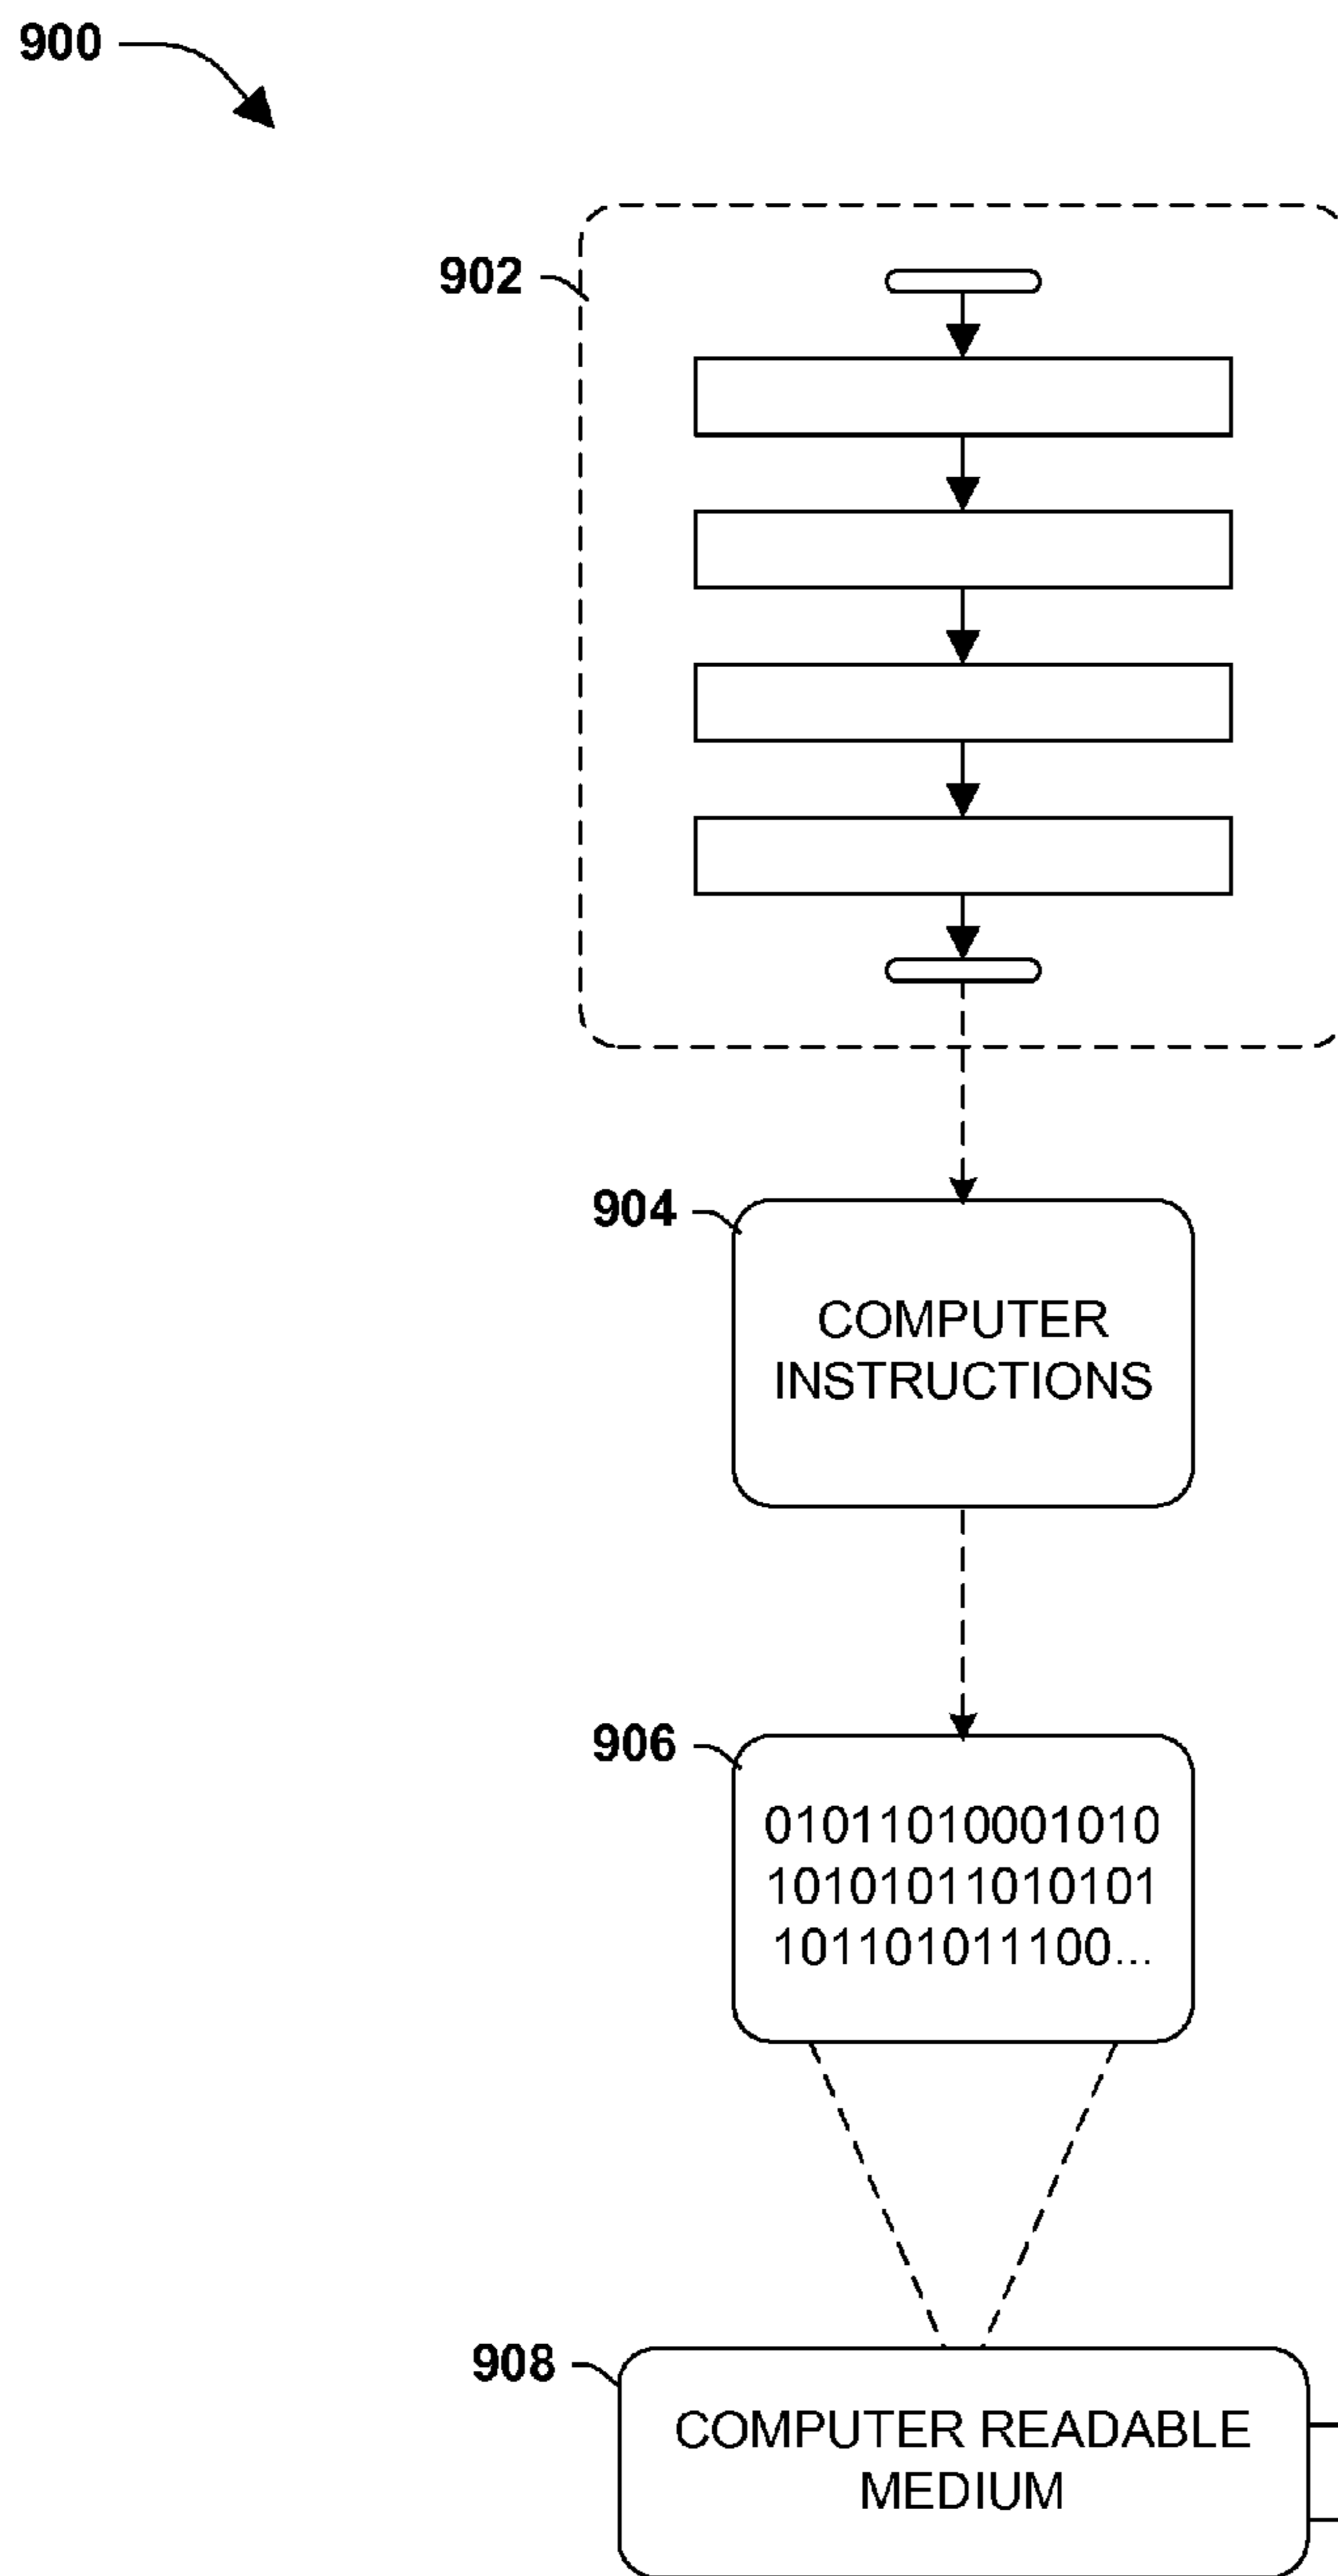 900
902
904
COMPUTER
INSTRUCTIONS
906
01011010001010
10101011010101
101101011100...
908
COMPUTER READABLE
MEDIUM